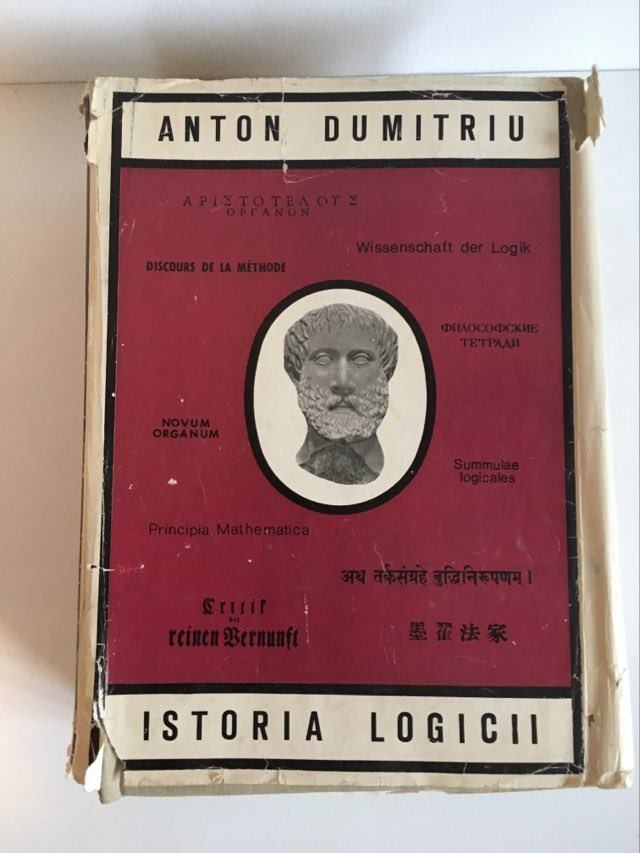 ANTON DUMITRIU
ΑΡΙΣΤΟΤΕΛΟΥΣ
ΟΡΓΑΝΟΝ
Wissenschaft der Logik
DISCOURS DE LA MÉTHODE
ФИЛОСОФСКИЕ
ТЕТРАДИ
NOVUM
ORGANUM
Summulae
logicales
Principia Mathematica
अथ तर्कसंग्रहे बुद्धिनिरूपणम् ।
Critik
der
reinen Vernunft
墨翟法家
ISTORIA LOGICII